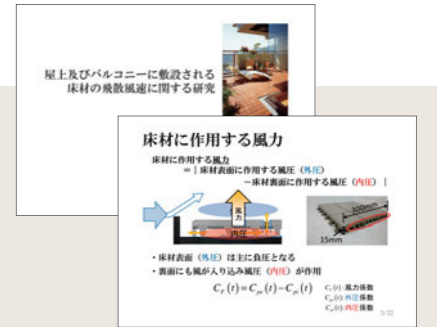 屋上及びバルコニーに敷設される
床材の飛散風速に関する研究
床材に作用する風力
床材に作用する風力
＝｜床材表面に作用する風圧（外圧）
－床材裏面に作用する風圧（内圧）｜
風力
内圧
300mm
15mm
・床材表面（外圧）は主に負圧となる
・裏面にも風が入り込み風圧（内圧）が作用
C_F(t)=C_pe(t)−C_pi(t)
C_F(t):風力係数
C_pe(t):外圧係数
C_pi(t):内圧係数